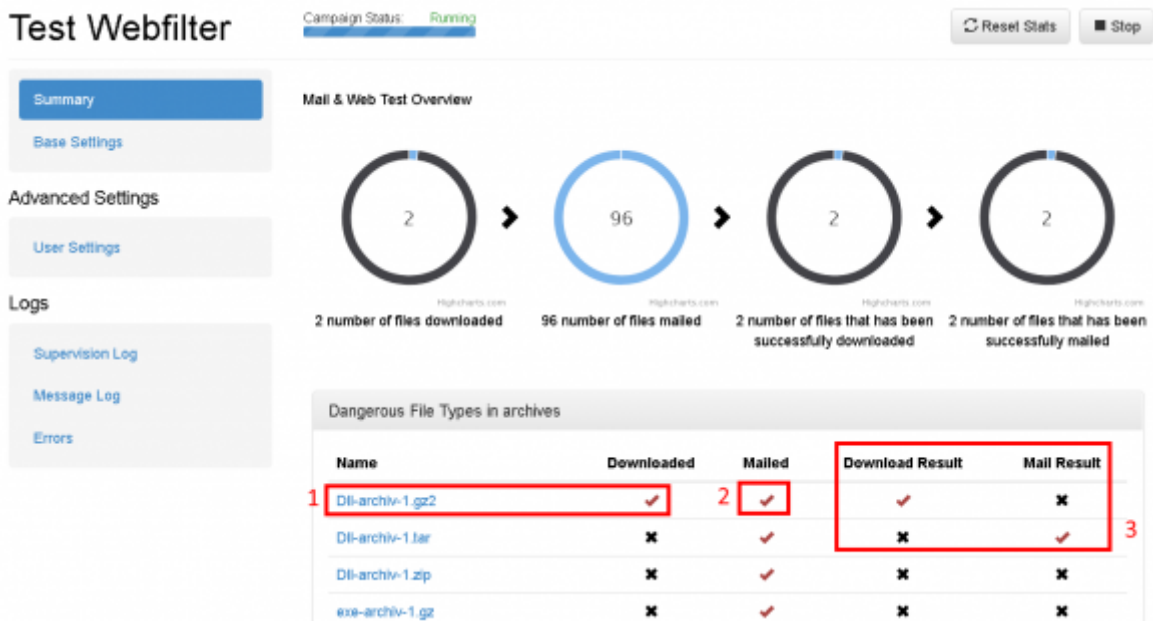 Test Webfilter
Campaign Status: Running
Reset Stats
Stop
Summary
Base Settings
Advanced Settings
User Settings
Logs
Supervision Log
Message Log
Errors
Mail & Web Test Overview
2
96
2
2
Highcharts.com
Highcharts.com
Highcharts.com
Highcharts.com
2 number of files downloaded
96 number of files mailed
2 number of files that has been
successfully downloaded
2 number of files that has been
successfully mailed
Dangerous File Types in archives
Name Downloaded Mailed Download Result Mail Result
1 Dll-archiv-1.gz2 2
Dll-archiv-1.tar 3
Dll-archiv-1.zip
exe-archiv-1.gz